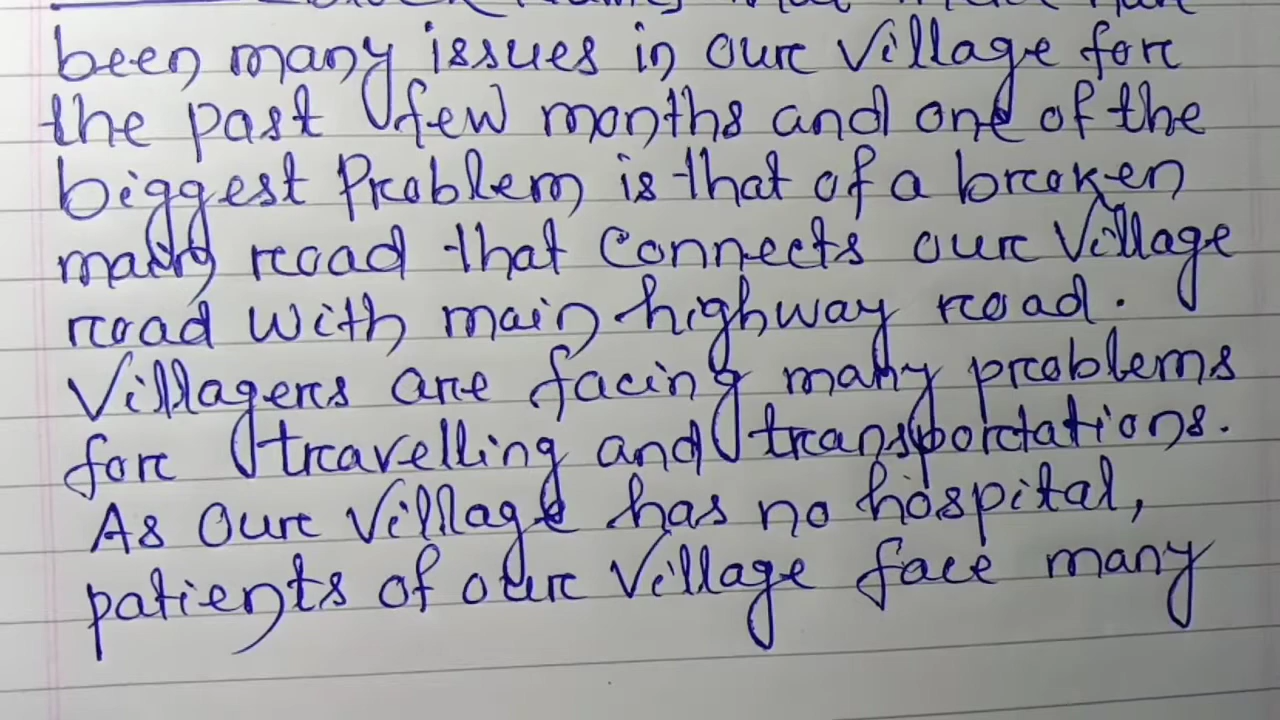 been many issues in our village for
the past few months and one of the
biggest problem is that of a broken
many road that connects our village
road with main highway road.
Villagers are facing many problems
for travelling and transportations.
As our village has no hospital,
patients of our village face many